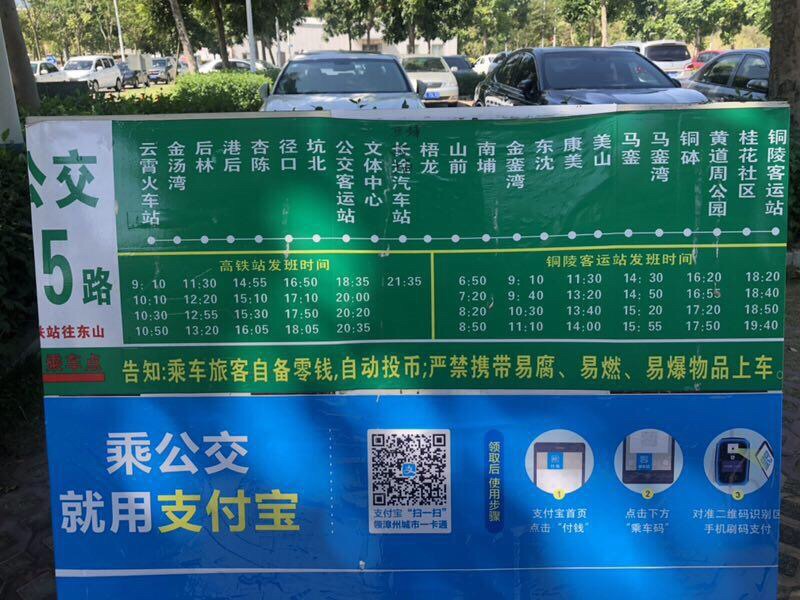 公交
5路
站往东山
乘车点
云霄火车站
金汤湾
后林
港后
杏陈
径口
坑北
公交客运站
文体中心
长途汽车站
梧龙
山前
南埔
金銮湾
东沈
康美
美山
马銮
马銮湾
铜砵
黄道周公园
桂花社区
铜陵客运站
高铁站发班时间
9:10 11:30 14:55 16:50 18:35 21:35
10:10 12:20 15:10 17:10 20:00
10:30 12:55 15:30 17:50 20:20
10:50 13:20 16:05 18:05 20:35
铜陵客运站发班时间
6:50 9:10 11:30 14:30 16:20 18:20
7:20 9:40 13:20 14:50 16:55 18:40
8:20 10:30 13:40 15:20 17:20 18:50
8:50 11:10 14:00 15:55 17:50 19:40
告知:乘车旅客自备零钱,自动投币;严禁携带易腐、易燃、易爆物品上车
乘公交
就用支付宝
支付宝“扫一扫”
领漳州城市一卡通
领取后使用步骤
1
支付宝首页
点击“付钱”
2
点击下方
“乘车码”
3
对准二维码识别区
手机刷码支付